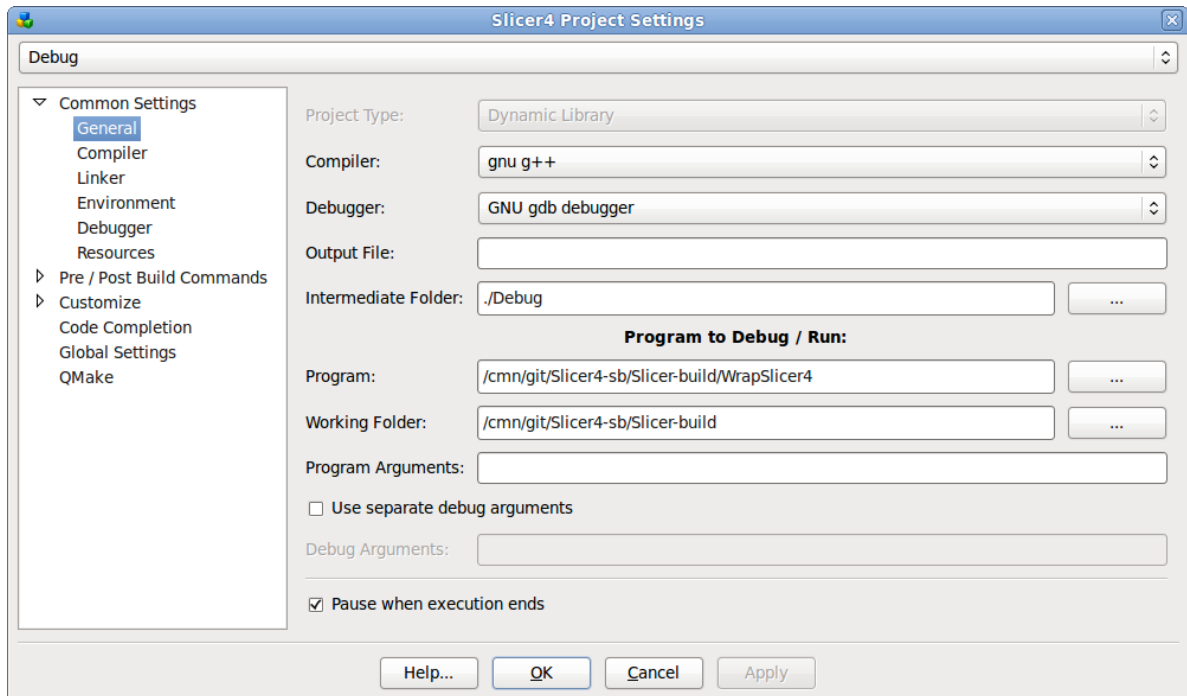 Slicer4 Project Settings
Debug
Common Settings
General
Compiler
Linker
Environment
Debugger
Resources
Pre / Post Build Commands
Customize
Code Completion
Global Settings
QMake
Project Type: Dynamic Library
Compiler: gnu g++
Debugger: GNU gdb debugger
Output File:
Intermediate Folder: ./Debug ...
Program to Debug / Run:
Program: /cmn/git/Slicer4-sb/Slicer-build/WrapSlicer4 ...
Working Folder: /cmn/git/Slicer4-sb/Slicer-build ...
Program Arguments:
Use separate debug arguments
Debug Arguments:
Pause when execution ends
Help... OK Cancel Apply